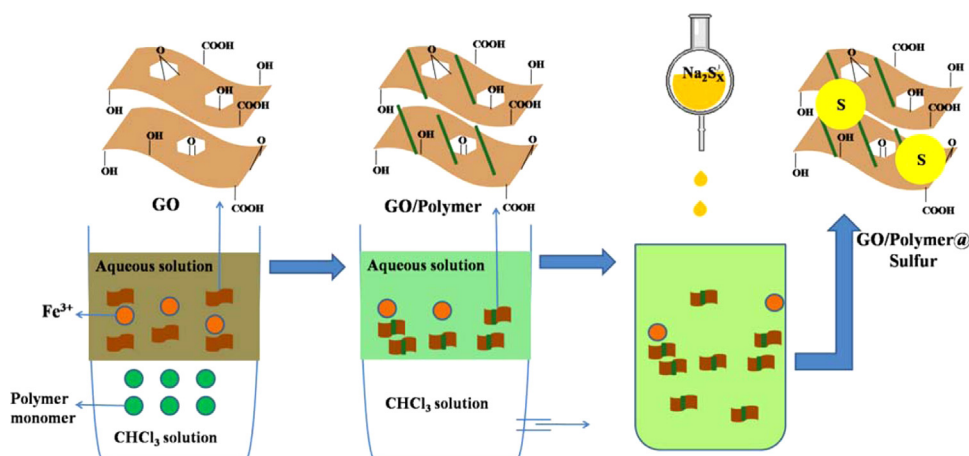 COOH
O
OH
OH
COOH
OH
OH
O
O
OH
COOH
GO
COOH
O
OH
OH
COOH
OH
OH
O
O
OH
COOH
GO/Polymer
Na₂Sₓ
COOH
O
OH
OH
COOH
S
OH
OH
O
O
S
OH
COOH
GO/Polymer@
Sulfur
Aqueous solution
Fe³⁺
Polymer
monomer
CHCl₃ solution
Aqueous solution
CHCl₃ solution